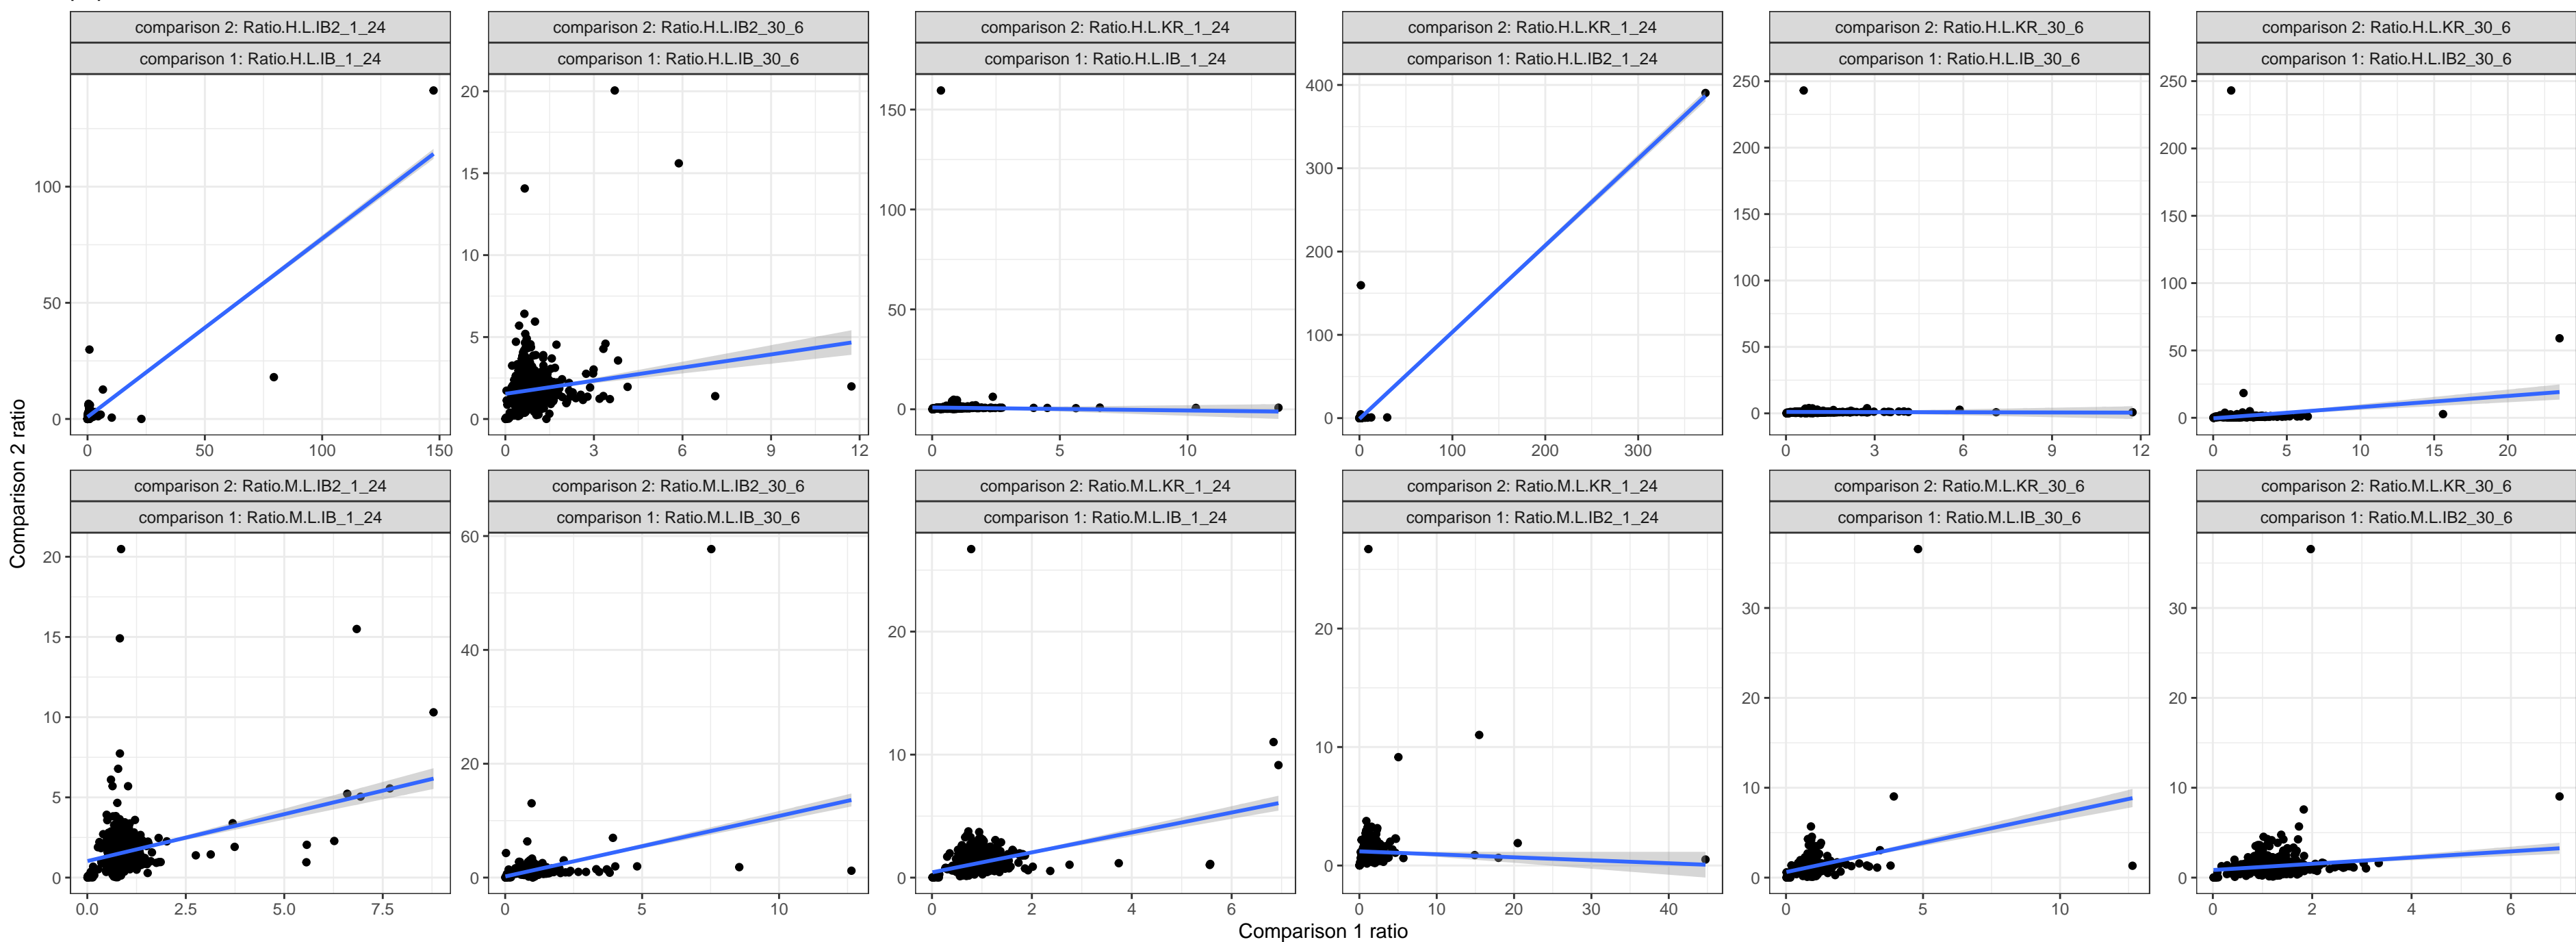 comparison 2: Ratio.H.L.IB2_1_24
comparison 1: Ratio.H.L.IB_1_24
100
50
0
0 50 100 150
comparison 2: Ratio.H.L.IB2_30_6
comparison 1: Ratio.H.L.IB_30_6
20
15
10
5
0
0 3 6 9 12
comparison 2: Ratio.H.L.KR_1_24
comparison 1: Ratio.H.L.IB_1_24
150
100
50
0
0 5 10
comparison 2: Ratio.H.L.KR_1_24
comparison 1: Ratio.H.L.IB2_1_24
400
300
200
100
0
0 100 200 300
comparison 2: Ratio.H.L.KR_30_6
comparison 1: Ratio.H.L.IB_30_6
250
200
150
100
50
0
0 3 6 9 12
comparison 2: Ratio.H.L.KR_30_6
comparison 1: Ratio.H.L.IB2_30_6
250
200
150
100
50
0
0 5 10 15 20
Comparison 2 ratio
comparison 2: Ratio.M.L.IB2_1_24
comparison 1: Ratio.M.L.IB_1_24
20
15
10
5
0
0.0 2.5 5.0 7.5
comparison 2: Ratio.M.L.IB2_30_6
comparison 1: Ratio.M.L.IB_30_6
60
40
20
0
0 5 10
comparison 2: Ratio.M.L.KR_1_24
comparison 1: Ratio.M.L.IB_1_24
20
10
0
0 2 4 6
comparison 2: Ratio.M.L.KR_1_24
comparison 1: Ratio.M.L.IB2_1_24
20
10
0
0 10 20 30 40
comparison 2: Ratio.M.L.KR_30_6
comparison 1: Ratio.M.L.IB_30_6
30
20
10
0
0 5 10
comparison 2: Ratio.M.L.KR_30_6
comparison 1: Ratio.M.L.IB2_30_6
30
20
10
0
0 2 4 6
Comparison 1 ratio